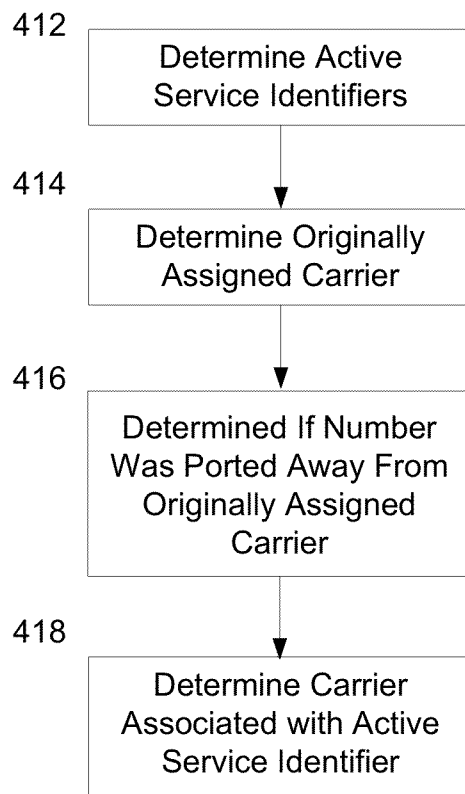 412
Determine Active
Service Identifiers
414
Determine Originally
Assigned Carrier
416
Determined If Number
Was Ported Away From
Originally Assigned
Carrier
418
Determine Carrier
Associated with Active
Service Identifier